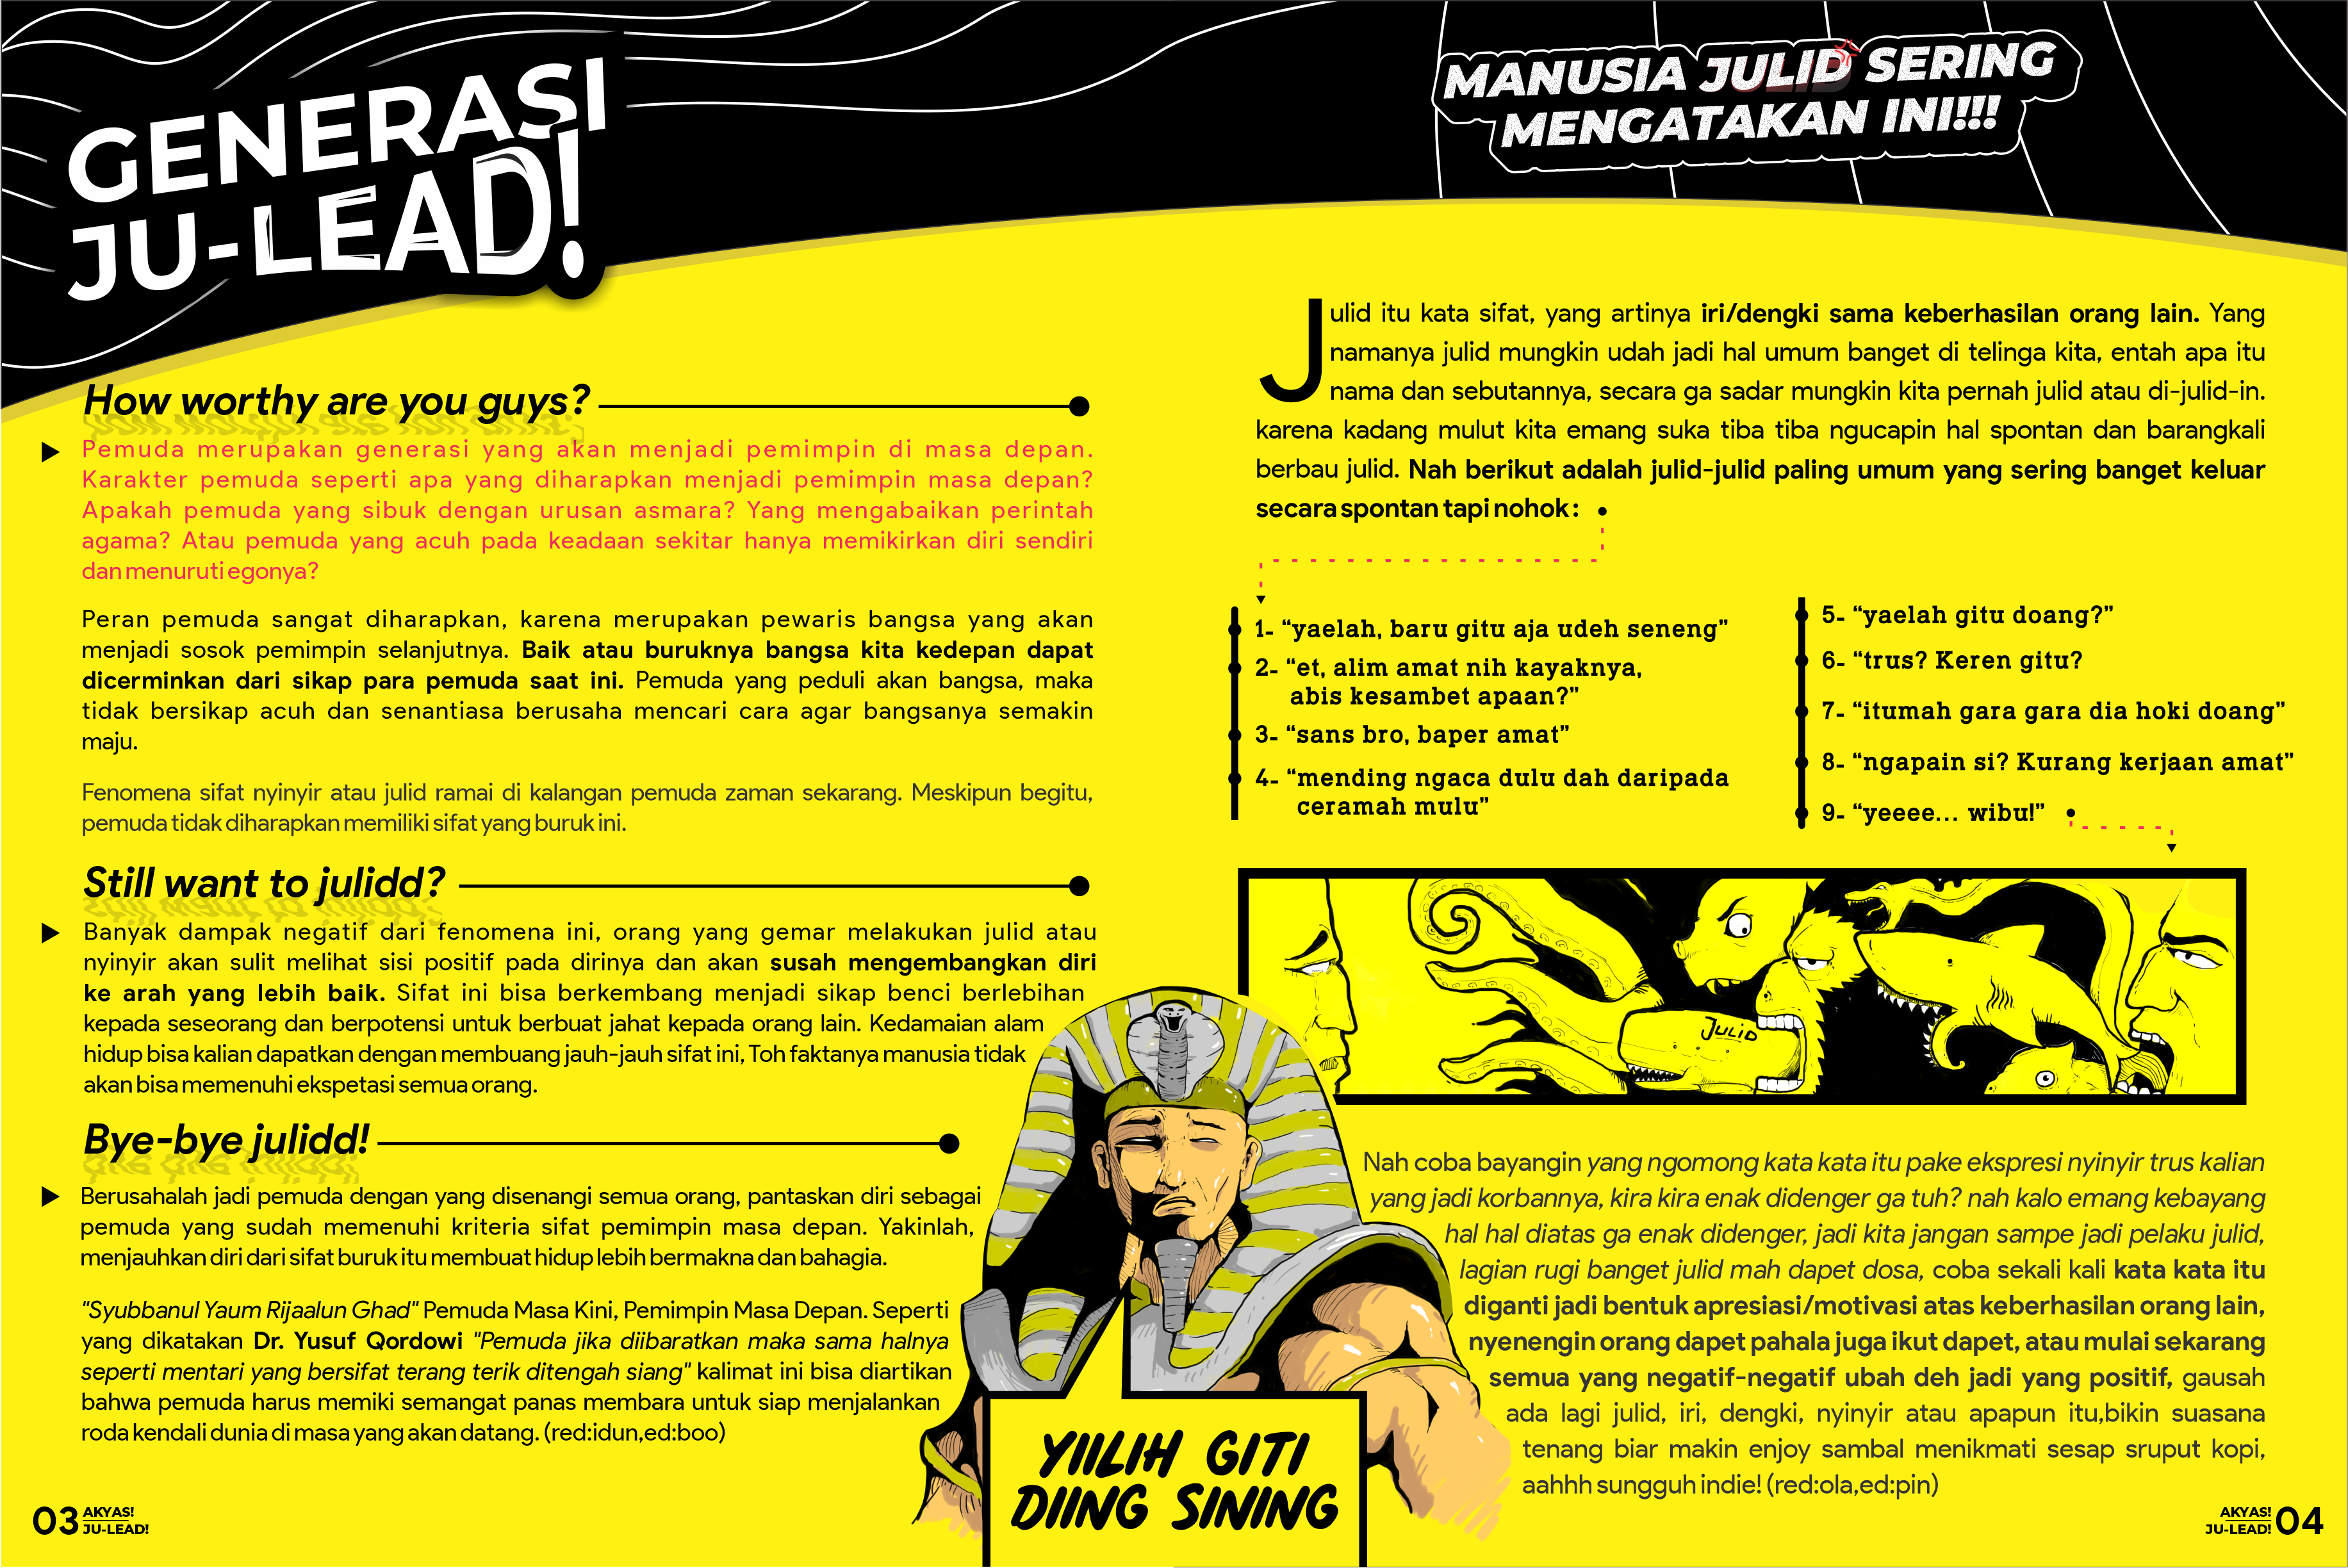 GENERASI
JU-LEAD!
How worthy are you guys?
Pemuda merupakan generasi yang akan menjadi pemimpin di masa depan.
Karakter pemuda seperti apa yang diharapkan menjadi pemimpin masa depan?
Apakah pemuda yang sibuk dengan urusan asmara? Yang mengabaikan perintah
agama? Atau pemuda yang acuh pada keadaan sekitar hanya memikirkan diri sendiri
dan menuruti egonya?
Peran pemuda sangat diharapkan, karena merupakan pewaris bangsa yang akan
menjadi sosok pemimpin selanjutnya. Baik atau buruknya bangsa kita kedepan dapat
dicerminkan dari sikap para pemuda saat ini. Pemuda yang peduli akan bangsa, maka
tidak bersikap acuh dan senantiasa berusaha mencari cara agar bangsanya semakin
maju.
Fenomena sifat nyinyir atau julid ramai di kalangan pemuda zaman sekarang. Meskipun begitu,
pemuda tidak diharapkan memiliki sifat yang buruk ini.
Still want to julidd?
Banyak dampak negatif dari fenomena ini, orang yang gemar melakukan julid atau
nyinyir akan sulit melihat sisi positif pada dirinya dan akan susah mengembangkan diri
ke arah yang lebih baik. Sifat ini bisa berkembang menjadi sikap benci berlebihan
kepada seseorang dan berpotensi untuk berbuat jahat kepada orang lain. Kedamaian alam
hidup bisa kalian dapatkan dengan membuang jauh-jauh sifat ini, Toh faktanya manusia tidak
akan bisa memenuhi ekspetasi semua orang.
Bye-bye julidd!
Berusahalah jadi pemuda dengan yang disenangi semua orang, pantaskan diri sebagai
pemuda yang sudah memenuhi kriteria sifat pemimpin masa depan. Yakinlah,
menjauhkan diri dari sifat buruk itu membuat hidup lebih bermakna dan bahagia.
"Syubbanul Yaum Rijaalun Ghad" Pemuda Masa Kini, Pemimpin Masa Depan. Seperti
yang dikatakan Dr. Yusuf Qordowi "Pemuda jika diibaratkan maka sama halnya
seperti mentari yang bersifat terang terik ditengah siang" kalimat ini bisa diartikan
bahwa pemuda harus memiki semangat panas membara untuk siap menjalankan
roda kendali dunia di masa yang akan datang. (red:idun,ed:boo)
03 AKYAS!
JU-LEAD!
YIILIH GITI
DIING SINING
MANUSIA JULID SERING
MENGATAKAN INI!!!
Julid itu kata sifat, yang artinya iri/dengki sama keberhasilan orang lain. Yang
namanya julid mungkin udah jadi hal umum banget di telinga kita, entah apa itu
nama dan sebutannya, secara ga sadar mungkin kita pernah julid atau di-julid-in.
karena kadang mulut kita emang suka tiba tiba ngucapin hal spontan dan barangkali
berbau julid. Nah berikut adalah julid-julid paling umum yang sering banget keluar
secara spontan tapi nohok :
1- “yaelah, baru gitu aja udeh seneng”
2- “et, alim amat nih kayaknya,
abis kesambet apaan?”
3- “sans bro, baper amat”
4- “mending ngaca dulu dah daripada
ceramah mulu”
5- “yaelah gitu doang?”
6- “trus? Keren gitu?
7- “itumah gara gara dia hoki doang”
8- “ngapain si? Kurang kerjaan amat”
9- “yeeee... wibu!”
JULID
Nah coba bayangin yang ngomong kata kata itu pake ekspresi nyinyir trus kalian
yang jadi korbannya, kira kira enak didenger ga tuh? nah kalo emang kebayang
hal hal diatas ga enak didenger, jadi kita jangan sampe jadi pelaku julid,
lagian rugi banget julid mah dapet dosa, coba sekali kali kata kata itu
diganti jadi bentuk apresiasi/motivasi atas keberhasilan orang lain,
nyenengin orang dapet pahala juga ikut dapet, atau mulai sekarang
semua yang negatif-negatif ubah deh jadi yang positif, gausah
ada lagi julid, iri, dengki, nyinyir atau apapun itu,bikin suasana
tenang biar makin enjoy sambal menikmati sesap sruput kopi,
aahhh sungguh indie! (red:ola,ed:pin)
AKYAS!
JU-LEAD! 04